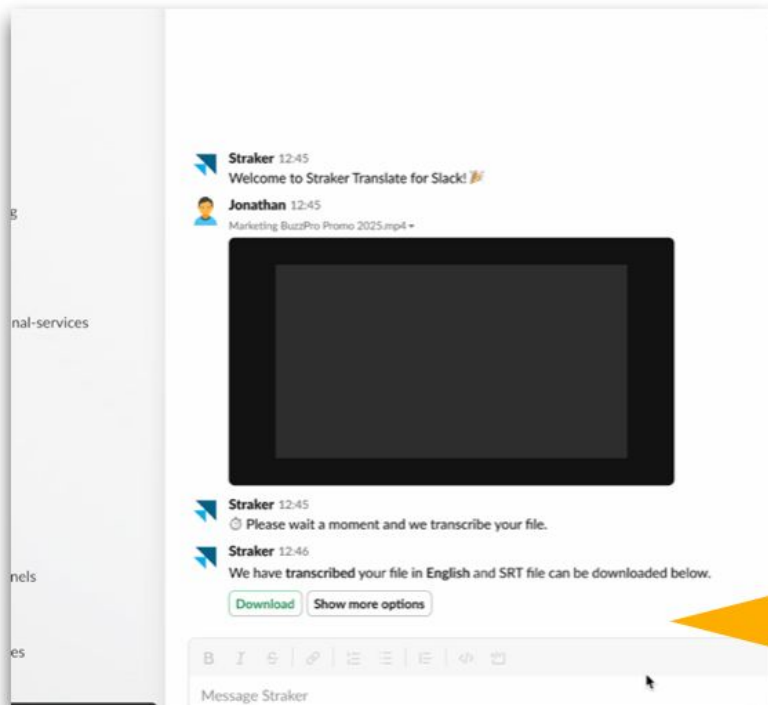 Straker 12:45
Welcome to Straker Translate for Slack! 🎉
Jonathan 12:45
Marketing BuzzPro Promo 2025.mp4
g
nal-services
Straker 12:45
⏱ Please wait a moment and we transcribe your file.
Straker 12:46
We have transcribed your file in English and SRT file can be downloaded below.
nels
Download Show more options
es
B I S
Message Straker